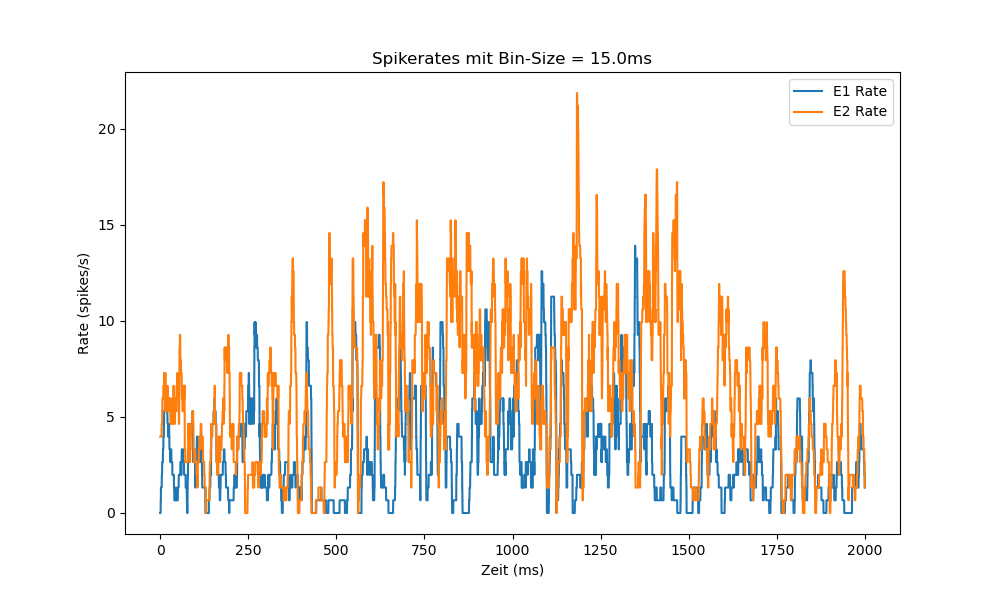 Spikerates mit Bin-Size = 15.0ms
E1 Rate
E2 Rate
Rate (spikes/s)
20
15
10
5
0
0 250 500 750 1000 1250 1500 1750 2000
Zeit (ms)